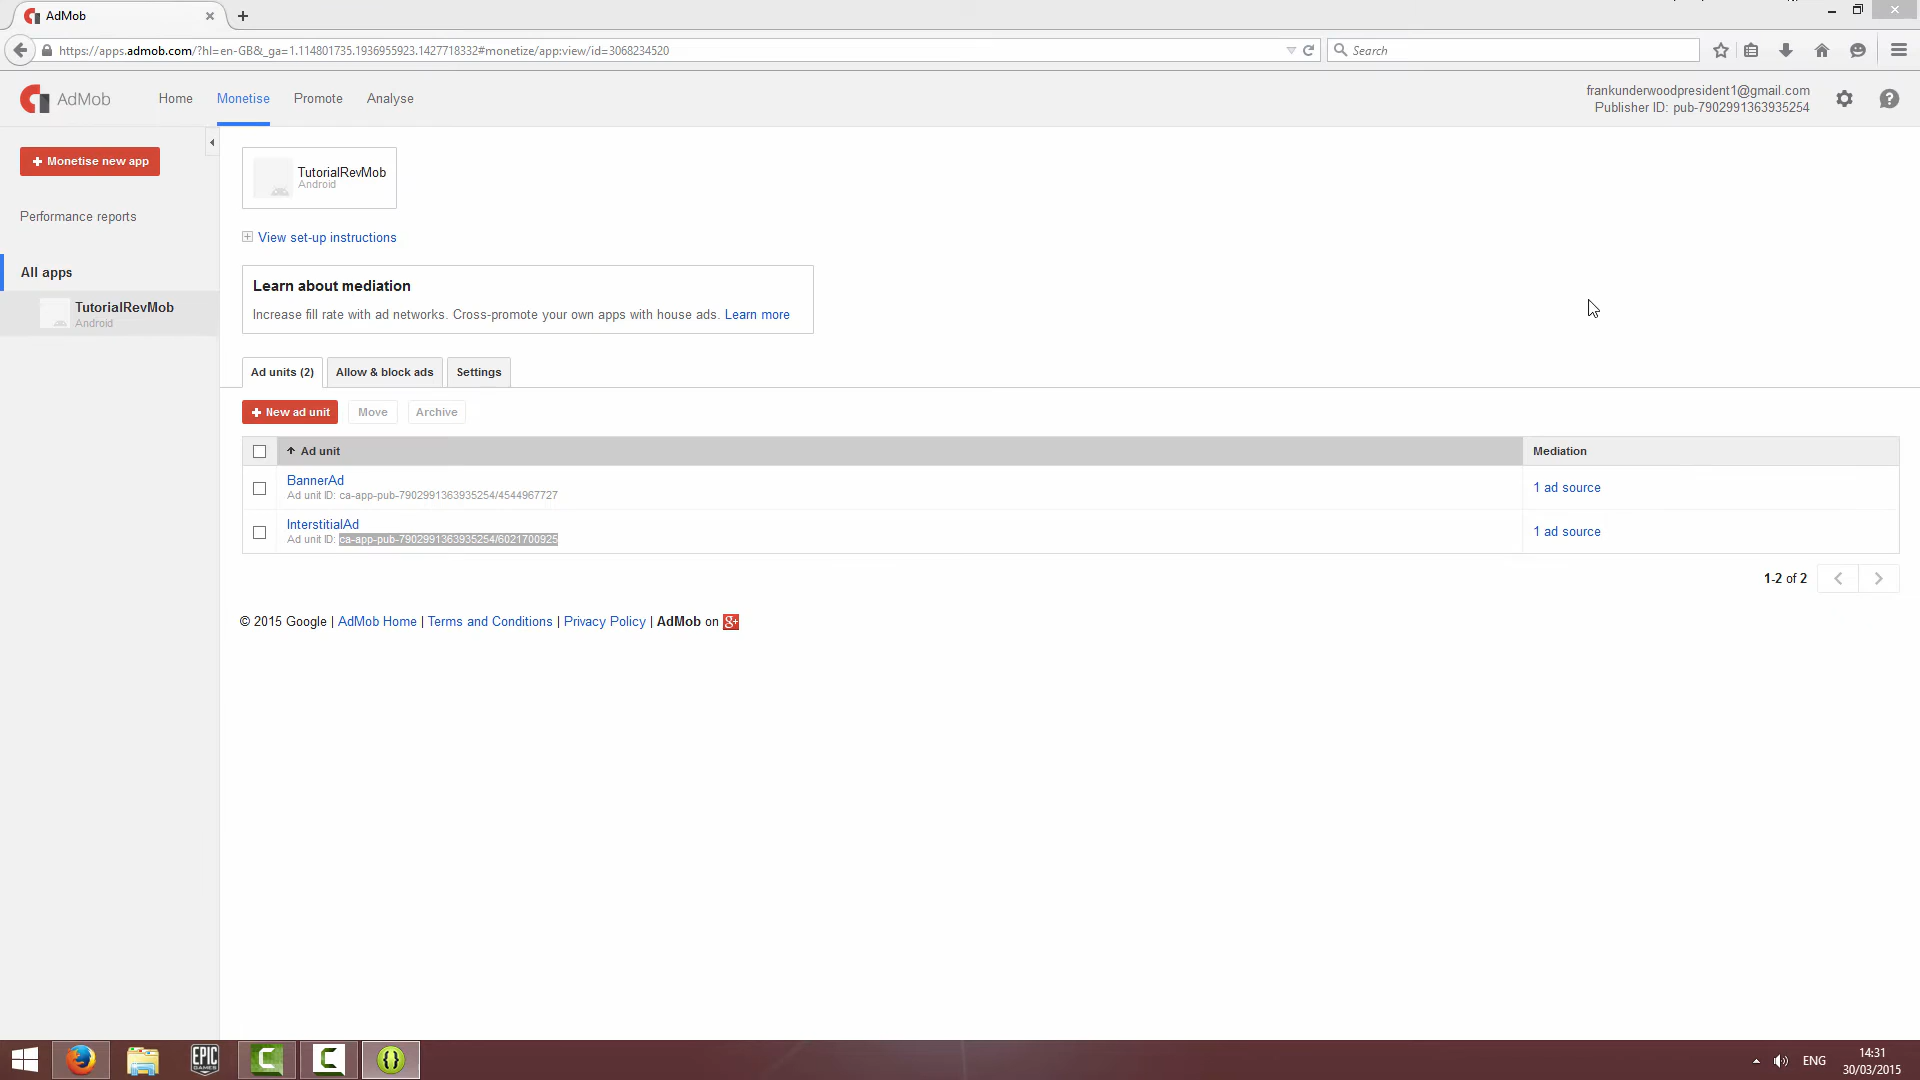 AdMob
https://apps.admob.com/?hl=en-GB&_ga=1.114801735.1936955923.1427718332#monetize/app:view/id=3068234520
Search
AdMob
Home
Monetise
Promote
Analyse
frankunderwoodpresident1@gmail.com
Publisher ID: pub-7902991363935254
+ Monetise new app
Performance reports
All apps
TutorialRevMob
Android
TutorialRevMob
Android
View set-up instructions
Learn about mediation
Increase fill rate with ad networks. Cross-promote your own apps with house ads. Learn more
Ad units (2)
Allow & block ads
Settings
+ New ad unit
Move
Archive
Ad unit
Mediation
BannerAd
Ad unit ID: ca-app-pub-7902991363935254/4544967727
1 ad source
InterstitialAd
Ad unit ID: ca-app-pub-7902991363935254/6021700925
1 ad source
1-2 of 2
© 2015 Google | AdMob Home | Terms and Conditions | Privacy Policy | AdMob on g+
EPIC
GAMES
ENG
14:31
30/03/2015